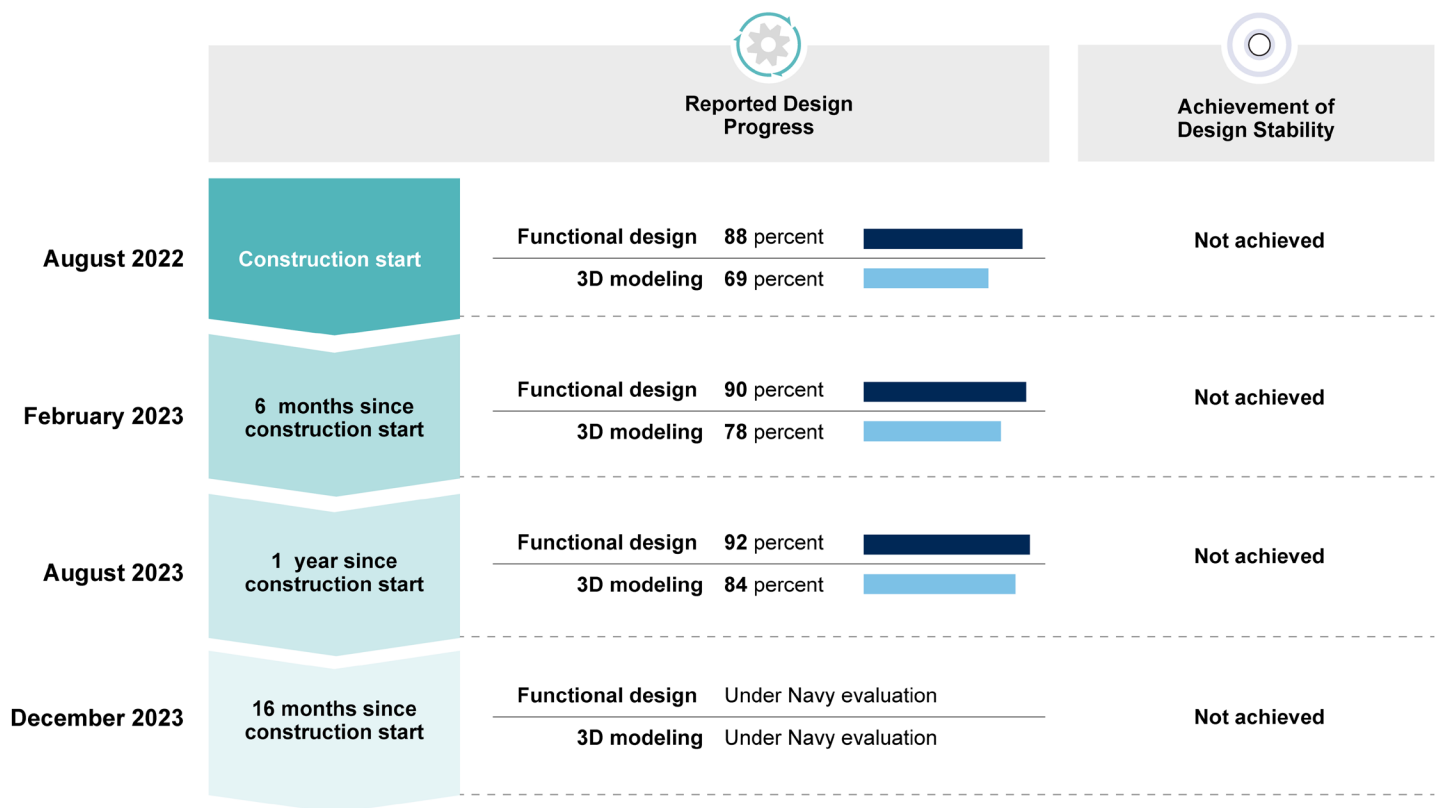 Reported Design
Progress
Achievement of
Design Stability
August 2022
Construction start
Functional design 88 percent
3D modeling 69 percent
Not achieved
February 2023
6 months since
construction start
Functional design 90 percent
3D modeling 78 percent
Not achieved
August 2023
1 year since
construction start
Functional design 92 percent
3D modeling 84 percent
Not achieved
December 2023
16 months since
construction start
Functional design Under Navy evaluation
3D modeling Under Navy evaluation
Not achieved